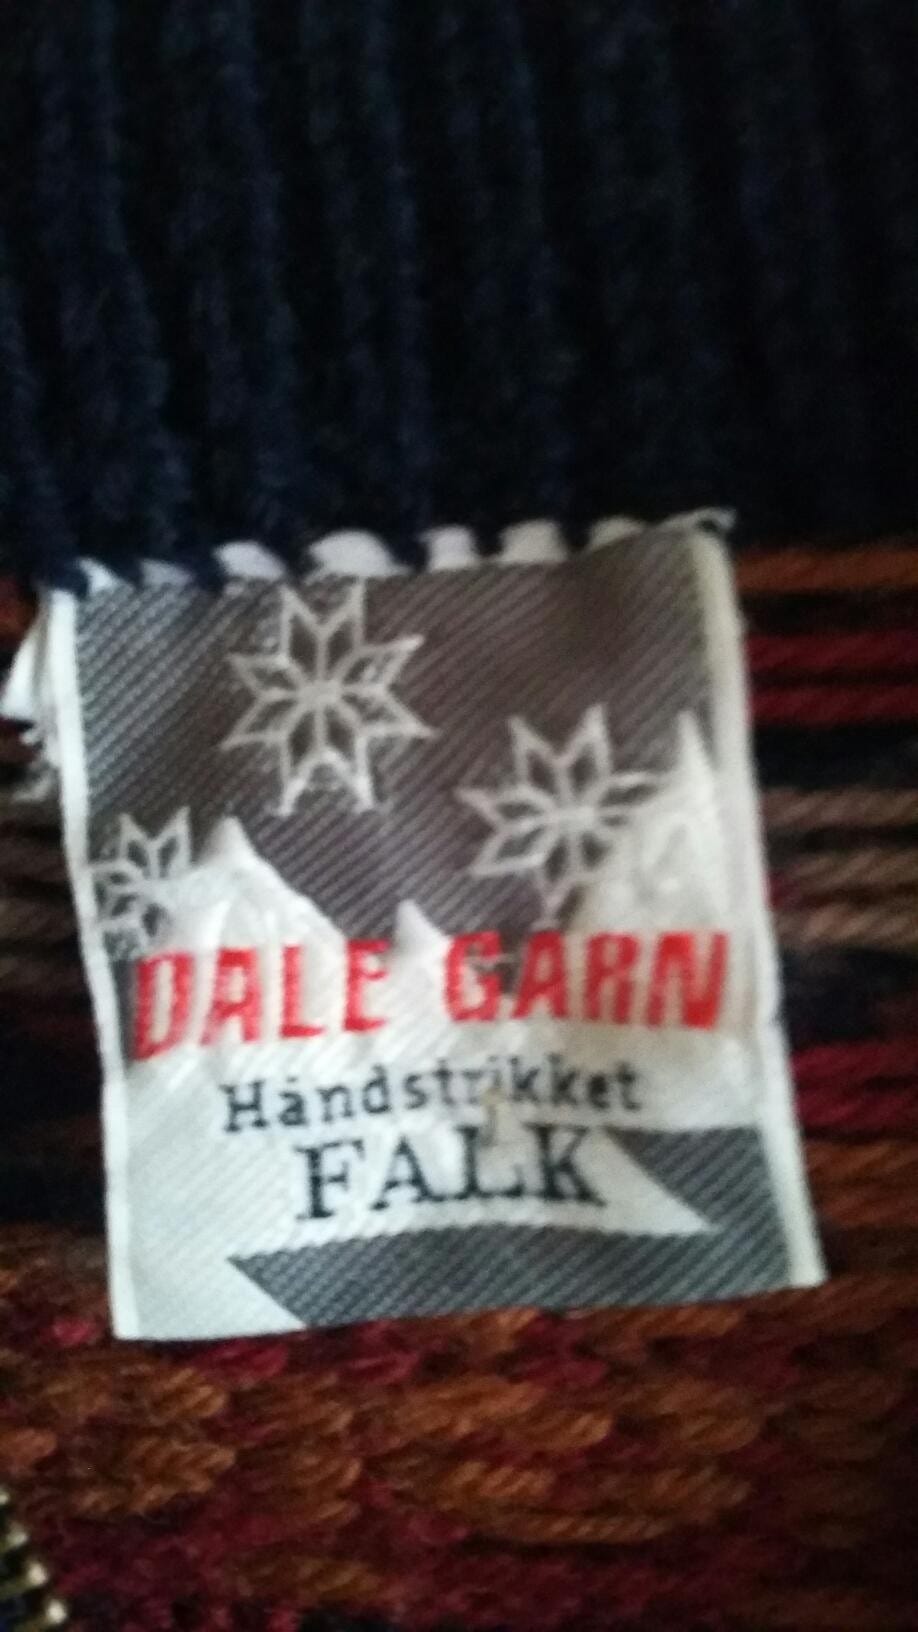 DALE GARN
Håndstrikket
FALK